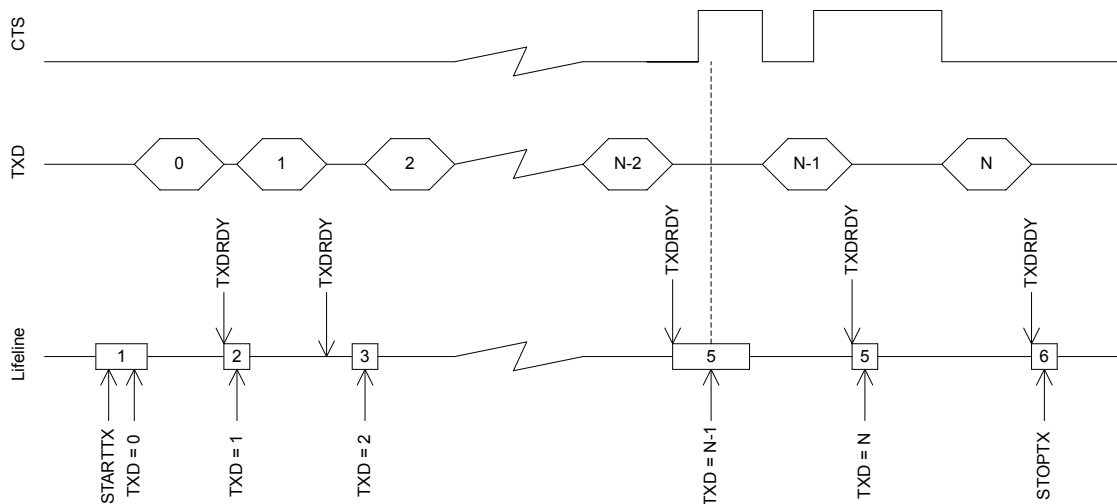 CTS
TXD
0
1
2
N-2
N-1
N
TXDRDY
TXDRDY
TXDRDY
TXDRDY
TXDRDY
Lifeline
1
2
3
5
5
6
STARTTX
TXD = 0
TXD = 1
TXD = 2
TXD = N-1
TXD = N
STOPTX